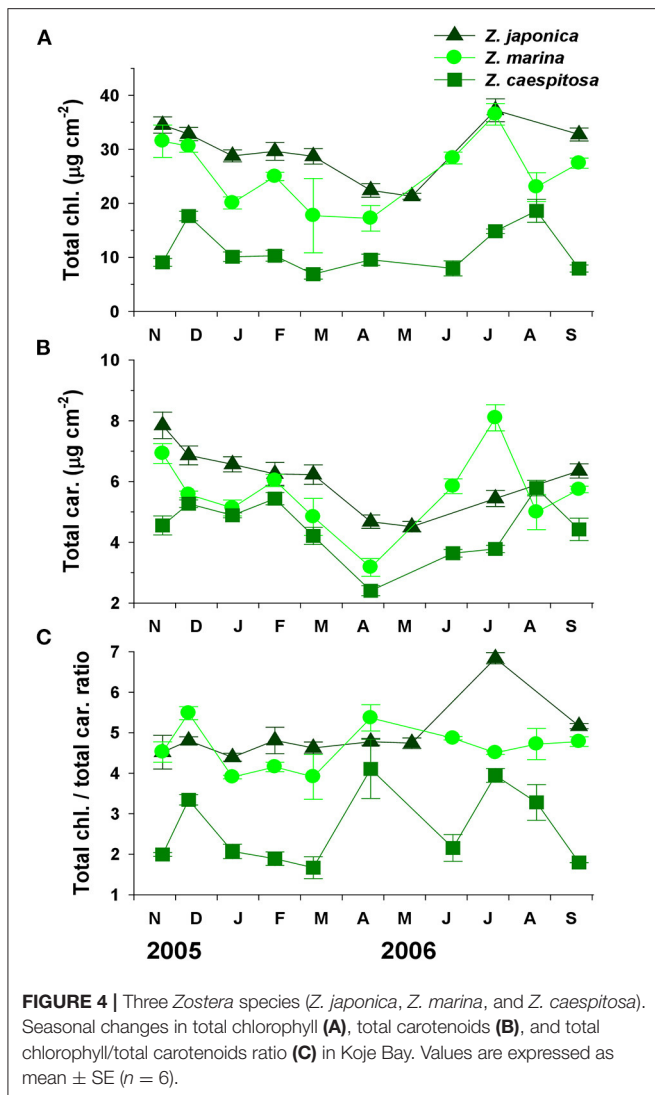 A
Z. japonica
Z. marina
Z. caespitosa
Total chl. (µg cm-2)
40
30
20
10
0
N D J F M A M J J A S
B
Total car. (µg cm-2)
10
8
6
4
2
N D J F M A M J J A S
C
Total chl. / total car. ratio
7
6
5
4
3
2
1
N D J F M A M J J A S
2005 2006
FIGURE 4 | Three Zostera species (Z. japonica, Z. marina, and Z. caespitosa).
Seasonal changes in total chlorophyll (A), total carotenoids (B), and total
chlorophyll/total carotenoids ratio (C) in Koje Bay. Values are expressed as
mean ± SE (n = 6).